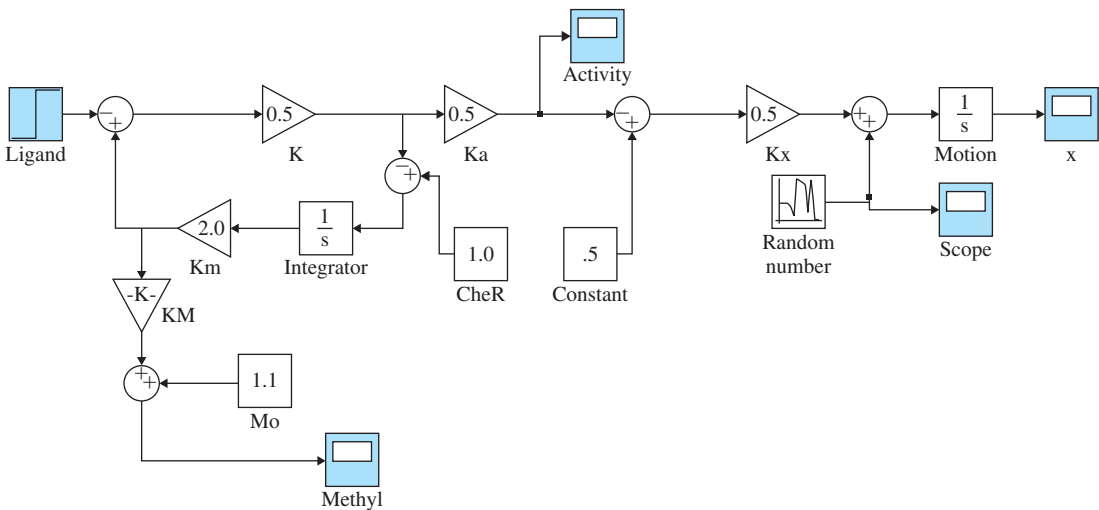 Activity
Ligand
0.5
K
0.5
Ka
0.5
Kx
1
s
Motion
x
2.0
Km
1
s
Integrator
1.0
CheR
.5
Constant
Random
number
Scope
-K-
KM
1.1
Mo
Methyl